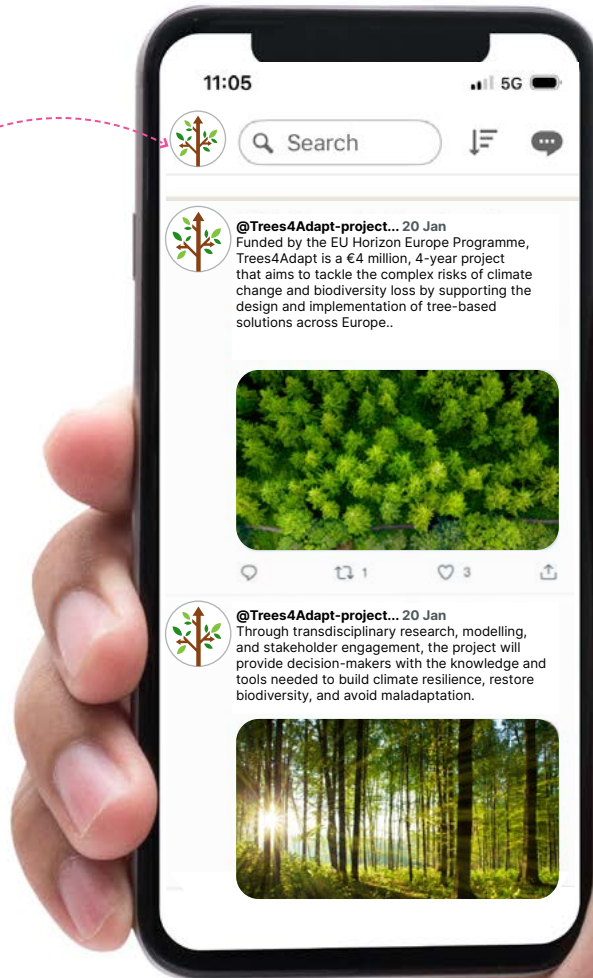 11:05
5G
Search
@Trees4Adapt-project... 20 Jan
Funded by the EU Horizon Europe Programme,
Trees4Adapt is a €4 million, 4-year project
that aims to tackle the complex risks of climate
change and biodiversity loss by supporting the
design and implementation of tree-based
solutions across Europe..
1
3
@Trees4Adapt-project... 20 Jan
Through transdisciplinary research, modelling,
and stakeholder engagement, the project will
provide decision-makers with the knowledge and
tools needed to build climate resilience, restore
biodiversity, and avoid maladaptation.